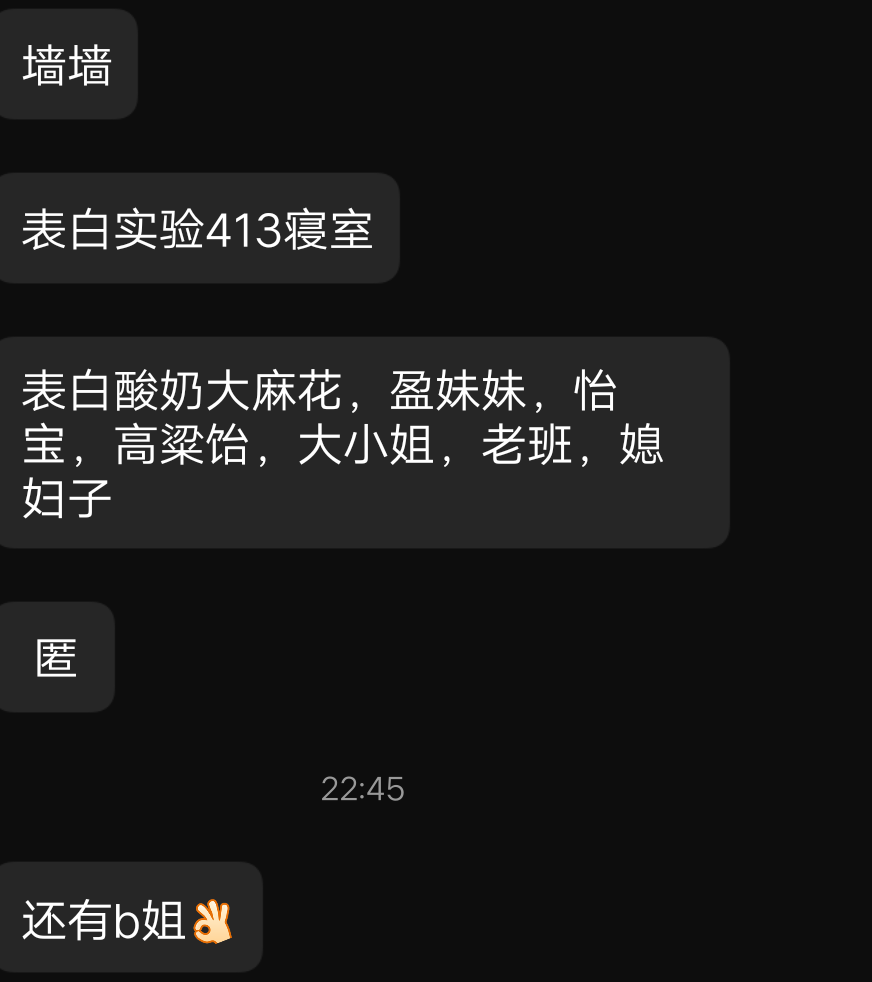 墙墙
表白实验413寝室
表白酸奶大麻花，盈妹妹，怡
宝，高粱饴，大小姐，老班，媳
妇子
匿
22:45
还有b姐👌